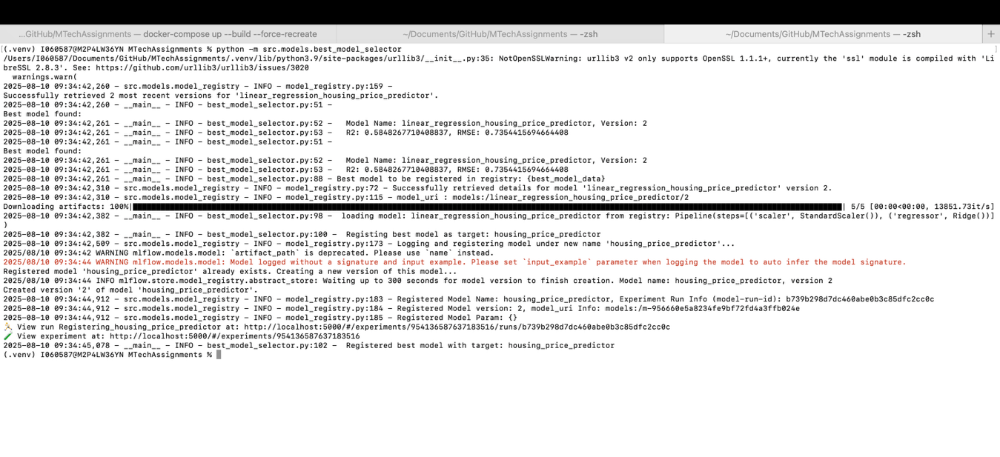 ...GitHub/MTechAssignments — docker-compose up --build --force-recreate
~/Documents/GitHub/MTechAssignments — -zsh
~/Documents/GitHub/MTechAssignments — -zsh
(.venv) I060587@M2P4LW36YN MTechAssignments % python -m src.models.best_model_selector
/Users/I060587/Documents/GitHub/MTechAssignments/.venv/lib/python3.9/site-packages/urllib3/__init__.py:35: NotOpenSSLWarning: urllib3 v2 only supports OpenSSL 1.1.1+, currently the 'ssl' module is compiled with 'Li
breSSL 2.8.3'. See: https://github.com/urllib3/urllib3/issues/3020
  warnings.warn(
2025-08-10 09:34:42,260 - src.models.model_registry - INFO - model_registry.py:159 -
Successfully retrieved 2 most recent versions for 'linear_regression_housing_price_predictor'.
2025-08-10 09:34:42,260 - __main__ - INFO - best_model_selector.py:51 -
Best model found:
2025-08-10 09:34:42,261 - __main__ - INFO - best_model_selector.py:52 -   Model Name: linear_regression_housing_price_predictor, Version: 2
2025-08-10 09:34:42,261 - __main__ - INFO - best_model_selector.py:53 -   R2: 0.5848267710408837, RMSE: 0.7354415694664408
2025-08-10 09:34:42,261 - __main__ - INFO - best_model_selector.py:51 -
Best model found:
2025-08-10 09:34:42,261 - __main__ - INFO - best_model_selector.py:52 -   Model Name: linear_regression_housing_price_predictor, Version: 2
2025-08-10 09:34:42,261 - __main__ - INFO - best_model_selector.py:53 -   R2: 0.5848267710408837, RMSE: 0.7354415694664408
2025-08-10 09:34:42,261 - __main__ - INFO - best_model_selector.py:88 - Best model to be registered in registry: {best_model_data}
2025-08-10 09:34:42,310 - src.models.model_registry - INFO - model_registry.py:72 - Successfully retrieved details for model 'linear_regression_housing_price_predictor' version 2.
2025-08-10 09:34:42,310 - src.models.model_registry - INFO - model_registry.py:115 - model_uri : models:/linear_regression_housing_price_predictor/2
Downloading artifacts: 100%| | 5/5 [00:00<00:00, 13851.73it/s]
2025-08-10 09:34:42,382 - __main__ - INFO - best_model_selector.py:98 -  loading model: linear_regression_housing_price_predictor from registry: Pipeline(steps=[('scaler', StandardScaler()), ('regressor', Ridge())]
)
2025-08-10 09:34:42,382 - __main__ - INFO - best_model_selector.py:100 -  Registing best model as target: housing_price_predictor
2025-08-10 09:34:42,509 - src.models.model_registry - INFO - model_registry.py:173 - Logging and registering model under new name 'housing_price_predictor'...
2025/08/10 09:34:42 WARNING mlflow.models.model: `artifact_path` is deprecated. Please use `name` instead.
2025/08/10 09:34:44 WARNING mlflow.models.model: Model logged without a signature and input example. Please set `input_example` parameter when logging the model to auto infer the model signature.
Registered model 'housing_price_predictor' already exists. Creating a new version of this model...
2025/08/10 09:34:44 INFO mlflow.store.model_registry.abstract_store: Waiting up to 300 seconds for model version to finish creation. Model name: housing_price_predictor, version 2
Created version '2' of model 'housing_price_predictor'.
2025-08-10 09:34:44,912 - src.models.model_registry - INFO - model_registry.py:183 - Registered Model Name: housing_price_predictor, Experiment Run Info (model-run-id): b739b298d7dc460abe0b3c85dfc2cc0c
2025-08-10 09:34:44,912 - src.models.model_registry - INFO - model_registry.py:184 - Registered Model version: 2, model_uri Info: models:/m-956660e5a8234fe9bf72fd4a3ffb024e
2025-08-10 09:34:44,912 - src.models.model_registry - INFO - model_registry.py:185 - Registered Model Param: {}
🏃 View run Registering_housing_price_predictor at: http://localhost:5000/#/experiments/954136587637183516/runs/b739b298d7dc460abe0b3c85dfc2cc0c
🧪 View experiment at: http://localhost:5000/#/experiments/954136587637183516
2025-08-10 09:34:45,078 - __main__ - INFO - best_model_selector.py:102 -  Registered best model with target: housing_price_predictor
(.venv) I060587@M2P4LW36YN MTechAssignments %